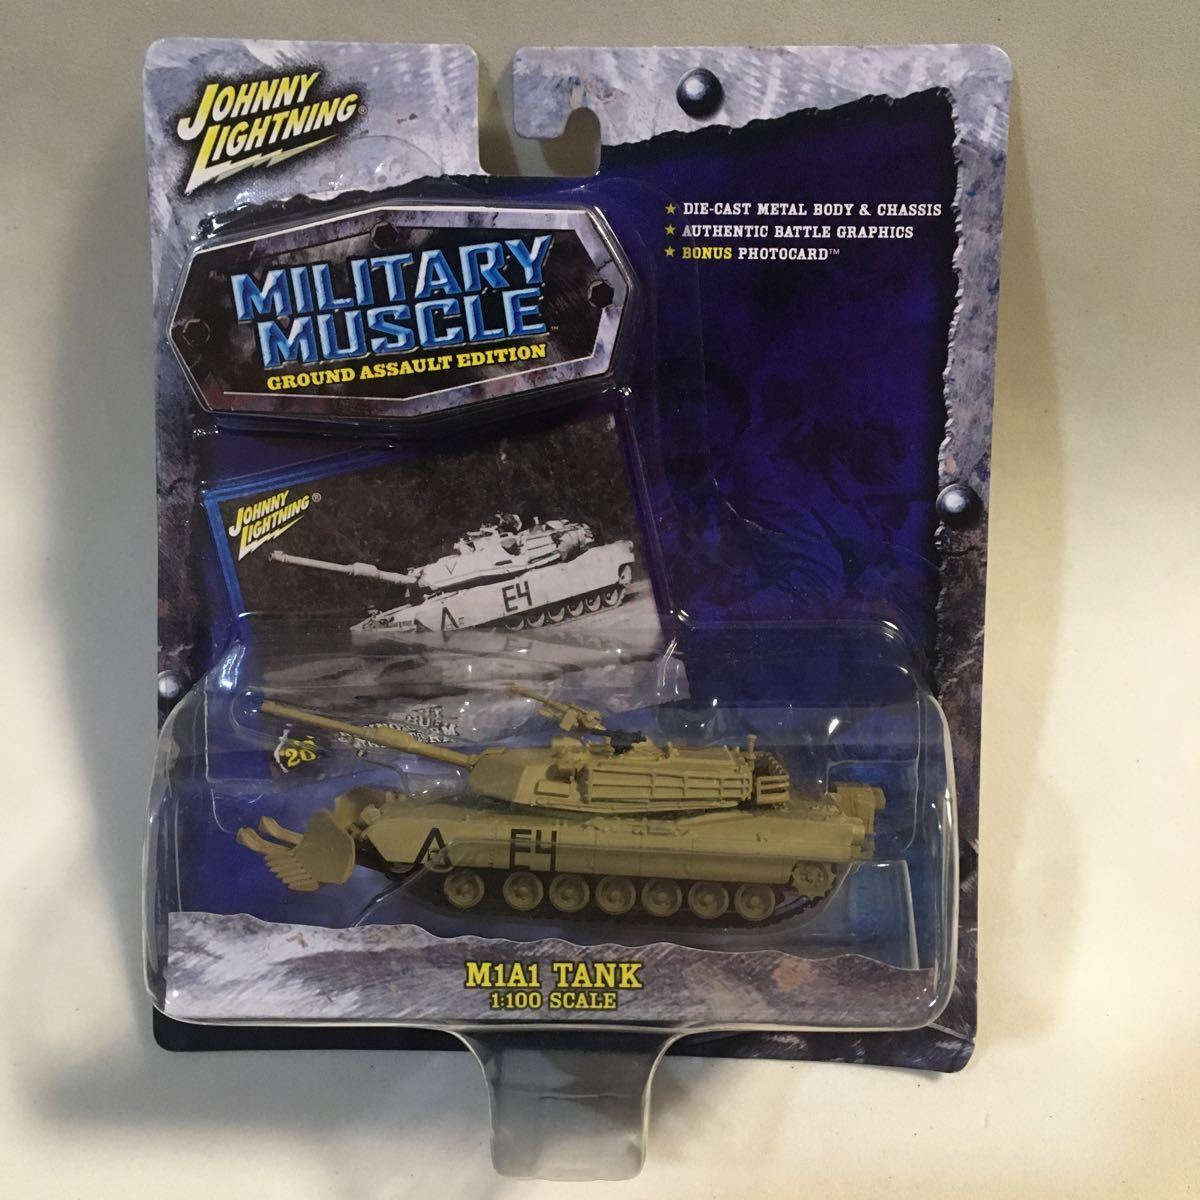 JOHNNY
LIGHTNING®
★ DIE-CAST METAL BODY & CHASSIS
★ AUTHENTIC BATTLE GRAPHICS
★ BONUS PHOTOCARD™
MILITARY
MUSCLE™
GROUND ASSAULT EDITION
JOHNNY
LIGHTNING®
E4
E4
M1A1 TANK
1:100 SCALE